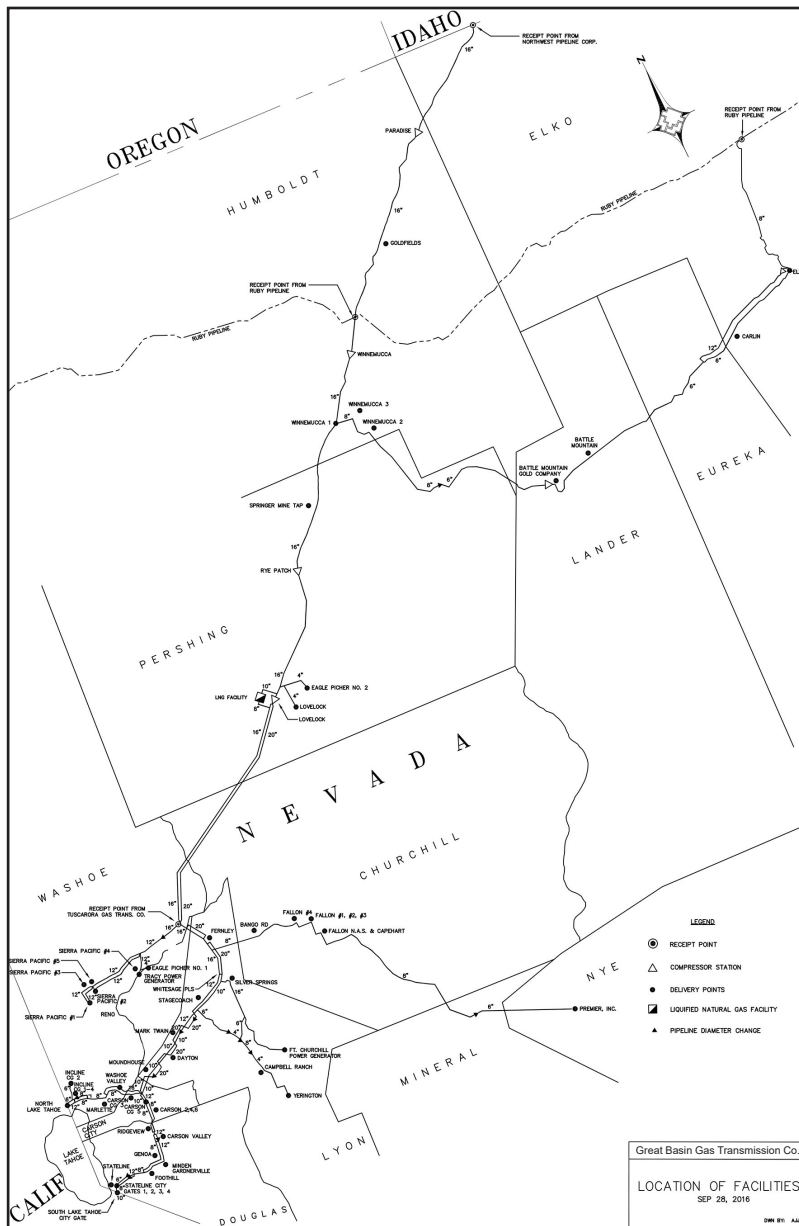 IDAHO
RECEIPT POINT FROM
NORTHWEST PIPELINE CORP.
16"
N
OREGON
PARADISE
ELKO
RECEIPT POINT FROM
RUBY PIPELINE
HUMBOLDT
16"
RUBY PIPELINE
8"
GOLDFIELDS
RECEIPT POINT FROM
RUBY PIPELINE
RUBY PIPELINE
CARLIN
12"
WINNEMUCCA
6"
16"
WINNEMUCCA 3
8"
WINNEMUCCA 1
WINNEMUCCA 2
BATTLE
MOUNTAIN
BATTLE MOUNTAIN
GOLD COMPANY
EUREKA
8"
6"
SPRINGER MINE TAP
LANDER
16"
RYE PATCH
PERSHING
16"
4"
10"
EAGLE PICHER NO. 2
LNG FACILITY
4"
8"
LOVELOCK
LOVELOCK
16"
20"
NEVADA
CHURCHILL
WASHOE
16"
20"
RECEIPT POINT FROM
TUSCARORA GAS TRANS. CO.
FALLON #4
FALLON #1, #2, #3
BANGO RD
16"
16"
20"
FERNLEY
FALLON N.A.S. & CAPEHART
12"
8"
SIERRA PACIFIC #4
SIERRA PACIFIC #5
SIERRA PACIFIC #3
12"
EAGLE PICHER NO. 1
TRACY POWER
GENERATOR
20"
16"
8"
NYE
WHITESAGE PLS
12"
SILVER SPRINGS
12"
SIERRA
PACIFIC #2
STAGECOACH
SIERRA PACIFIC #1
RENO
6"
PREMIER, INC.
MARK TWAIN
20"
4"
8"
FT. CHURCHILL
POWER GENERATOR
MINERAL
DAYTON
MOUNDHOUSE
4"
CAMPBELL RANCH
INCLINE
CG 2
INCLINE
CG 1-4
WASHOE
VALLEY
YERINGTON
NORTH
LAKE TAHOE
MARLETTE
CARSON
CG 3
CARSON
CG 5
CARSON 2,4,6
CARSON
CITY
RIDGEVIEW
CARSON VALLEY
LAKE
TAHOE
GENOA
LYON
STATELINE
MINDEN
GARDNERVILLE
FOOTHILL
STATELINE CITY
GATES 1, 2, 3, 4
CALIF
SOUTH LAKE TAHOE
CITY GATE
10"
DOUGLAS
LEGEND
RECEIPT POINT
COMPRESSOR STATION
DELIVERY POINTS
LIQUIFIED NATURAL GAS FACILITY
PIPELINE DIAMETER CHANGE
Great Basin Gas Transmission Co.
LOCATION OF FACILITIES
SEP 28, 2016
DWN BY: